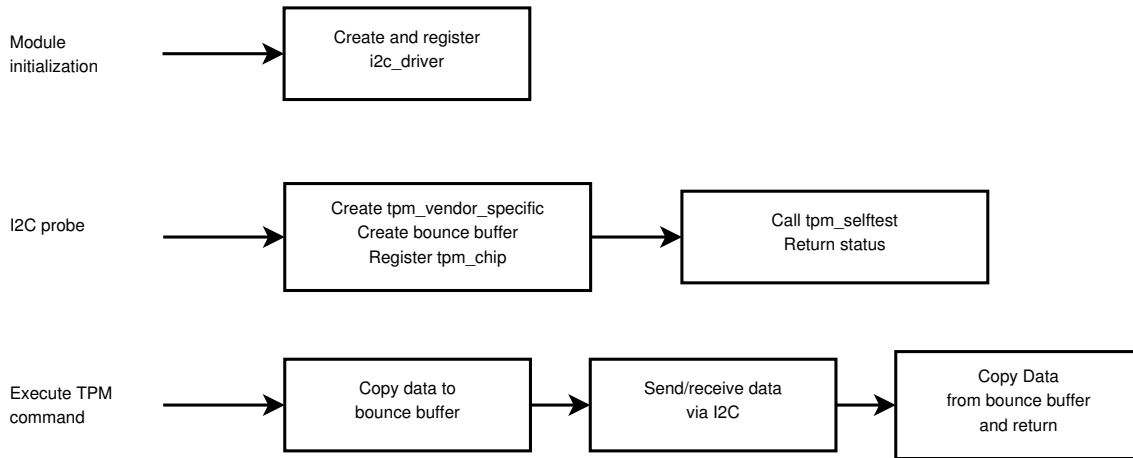 Module
initialization
Create and register
i2c_driver
I2C probe
Create tpm_vendor_specific
Create bounce buffer
Register tpm_chip
Call tpm_selftest
Return status
Execute TPM
command
Copy data to
bounce buffer
Send/receive data
via I2C
Copy Data
from bounce buffer
and return